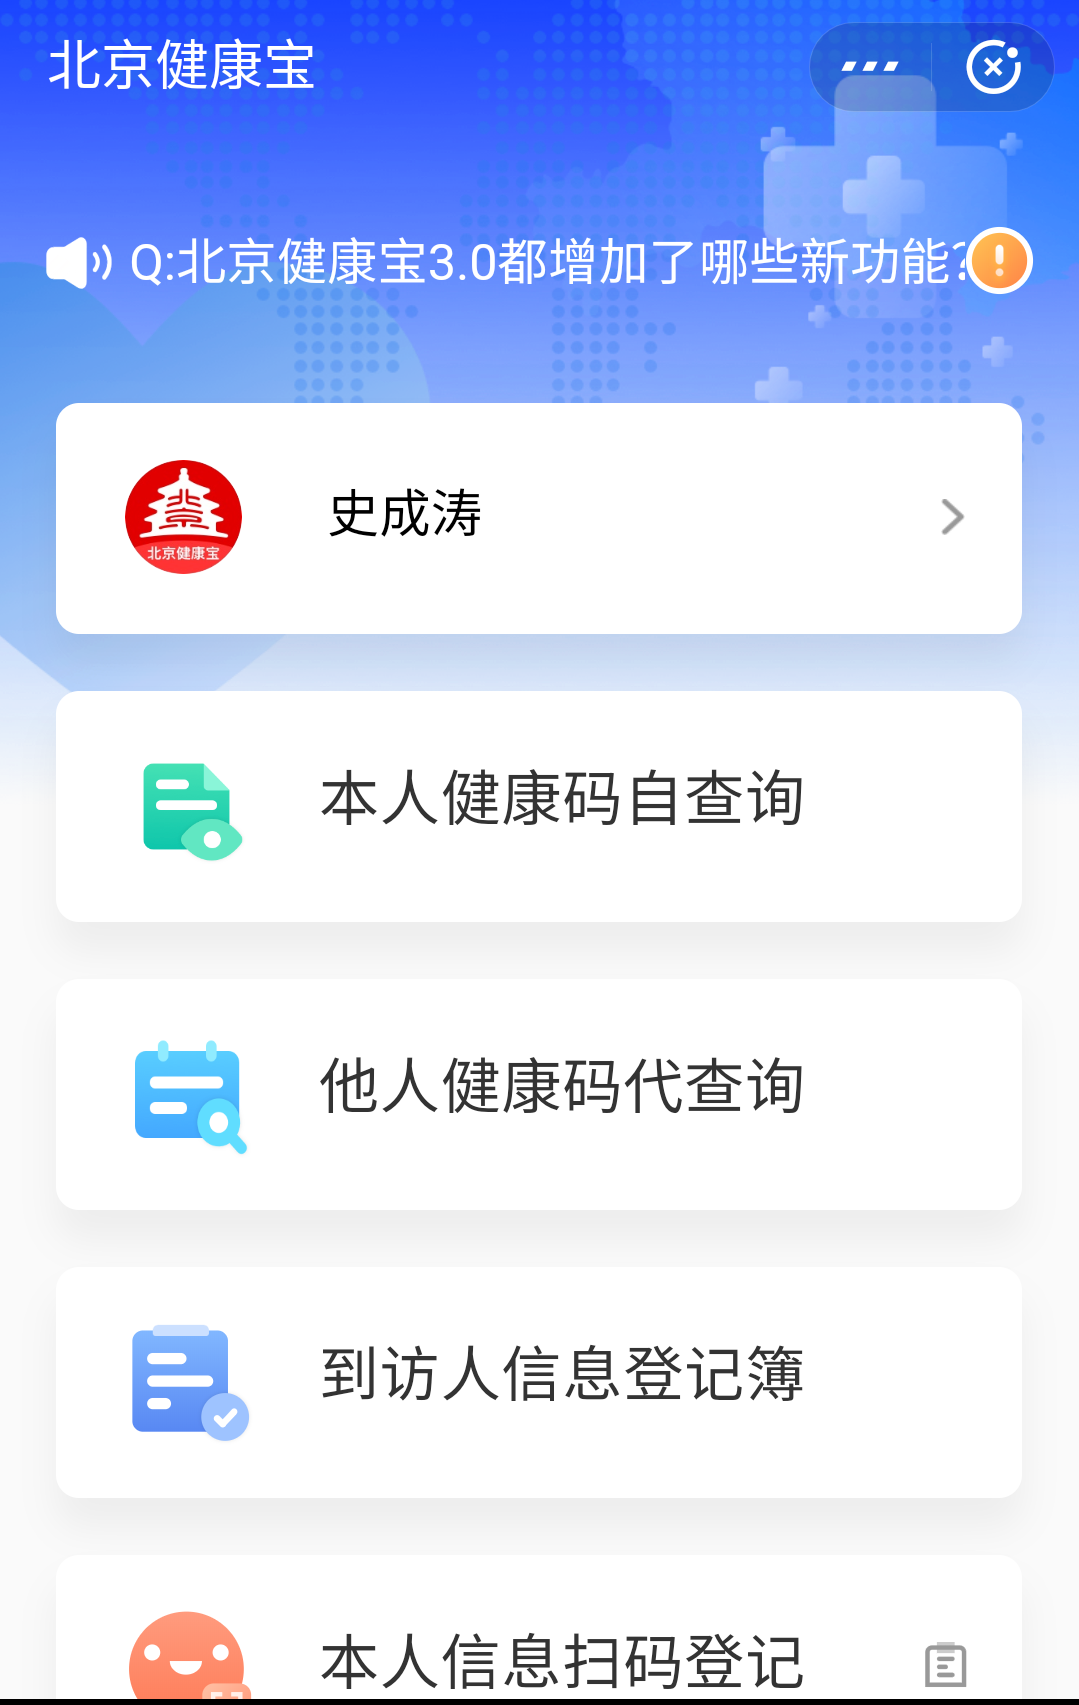 北京健康宝
Q:北京健康宝3.0都增加了哪些新功能?
史成涛
北京健康宝
本人健康码自查询
他人健康码代查询
到访人信息登记簿
本人信息扫码登记